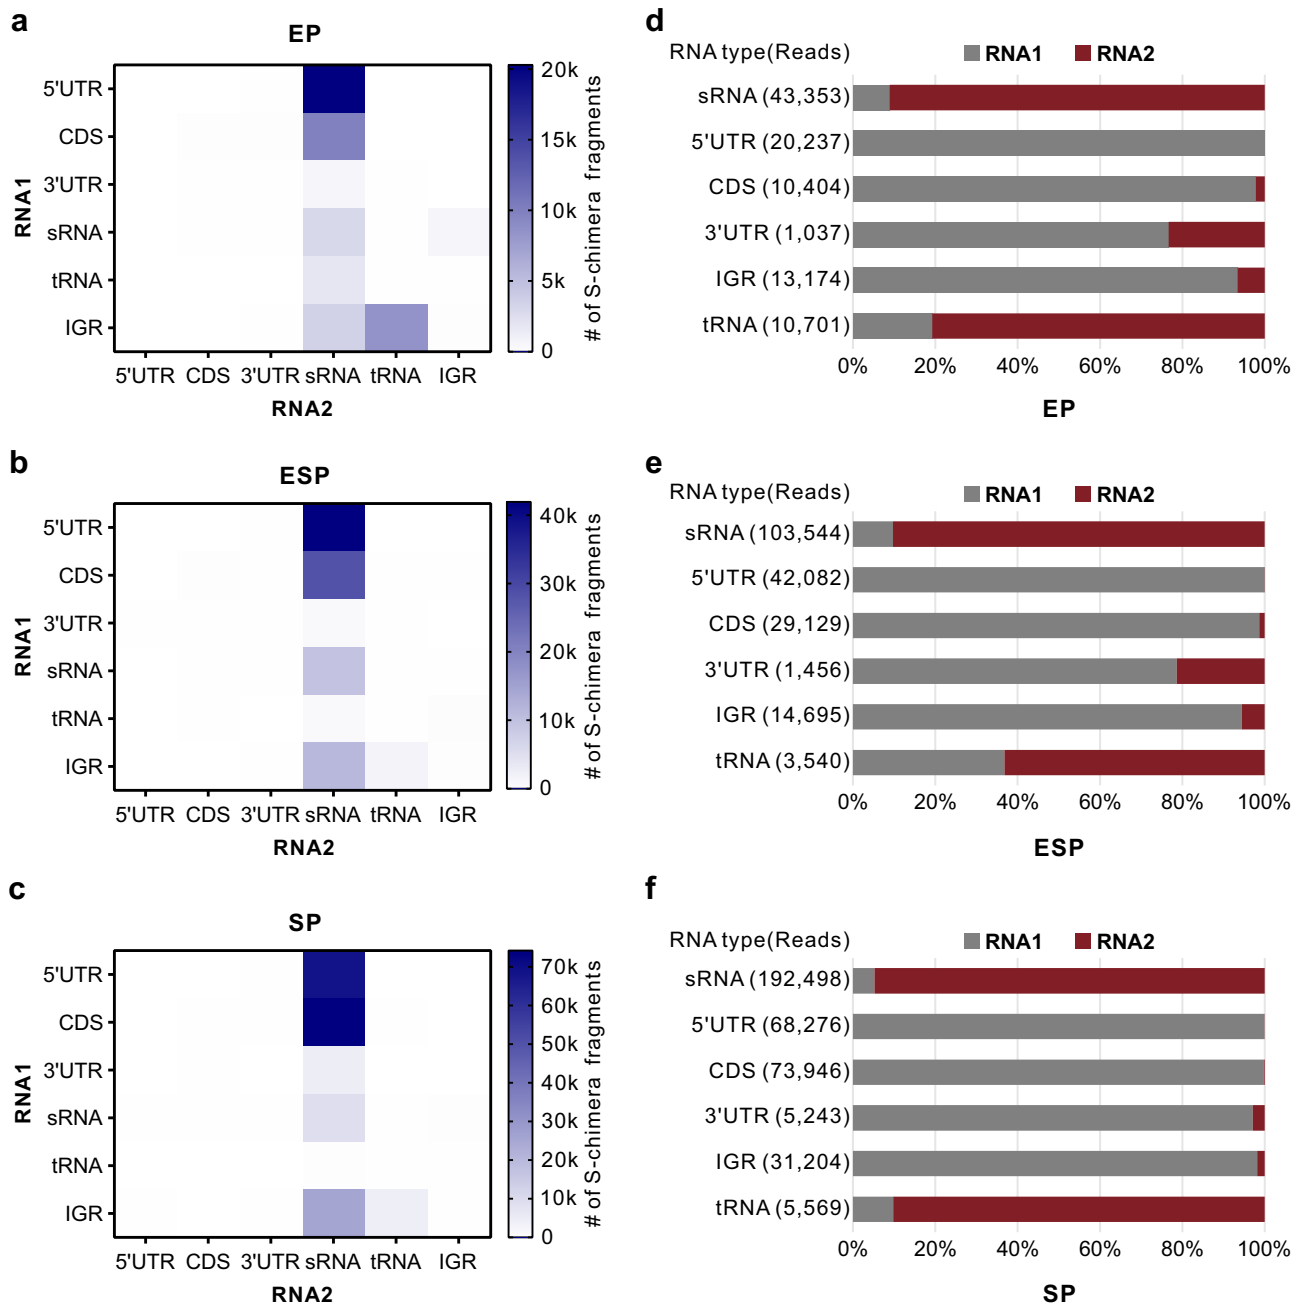 a
EP
5'UTR
CDS
3'UTR
sRNA
tRNA
IGR
RNA1
5'UTR CDS 3'UTR sRNA tRNA IGR
RNA2
20k
15k
10k
5k
0
# of S-chimera fragments
d
RNA type(Reads) RNA1 RNA2
sRNA (43,353)
5'UTR (20,237)
CDS (10,404)
3'UTR (1,037)
IGR (13,174)
tRNA (10,701)
0% 20% 40% 60% 80% 100%
EP
b
ESP
5'UTR
CDS
3'UTR
sRNA
tRNA
IGR
RNA1
5'UTR CDS 3'UTR sRNA tRNA IGR
RNA2
40k
30k
20k
10k
0
# of S-chimera fragments
e
RNA type(Reads) RNA1 RNA2
sRNA (103,544)
5'UTR (42,082)
CDS (29,129)
3'UTR (1,456)
IGR (14,695)
tRNA (3,540)
0% 20% 40% 60% 80% 100%
ESP
c
SP
5'UTR
CDS
3'UTR
sRNA
tRNA
IGR
RNA1
5'UTR CDS 3'UTR sRNA tRNA IGR
RNA2
70k
60k
50k
40k
30k
20k
10k
0
# of S-chimera fragments
f
RNA type(Reads) RNA1 RNA2
sRNA (192,498)
5'UTR (68,276)
CDS (73,946)
3'UTR (5,243)
IGR (31,204)
tRNA (5,569)
0% 20% 40% 60% 80% 100%
SP